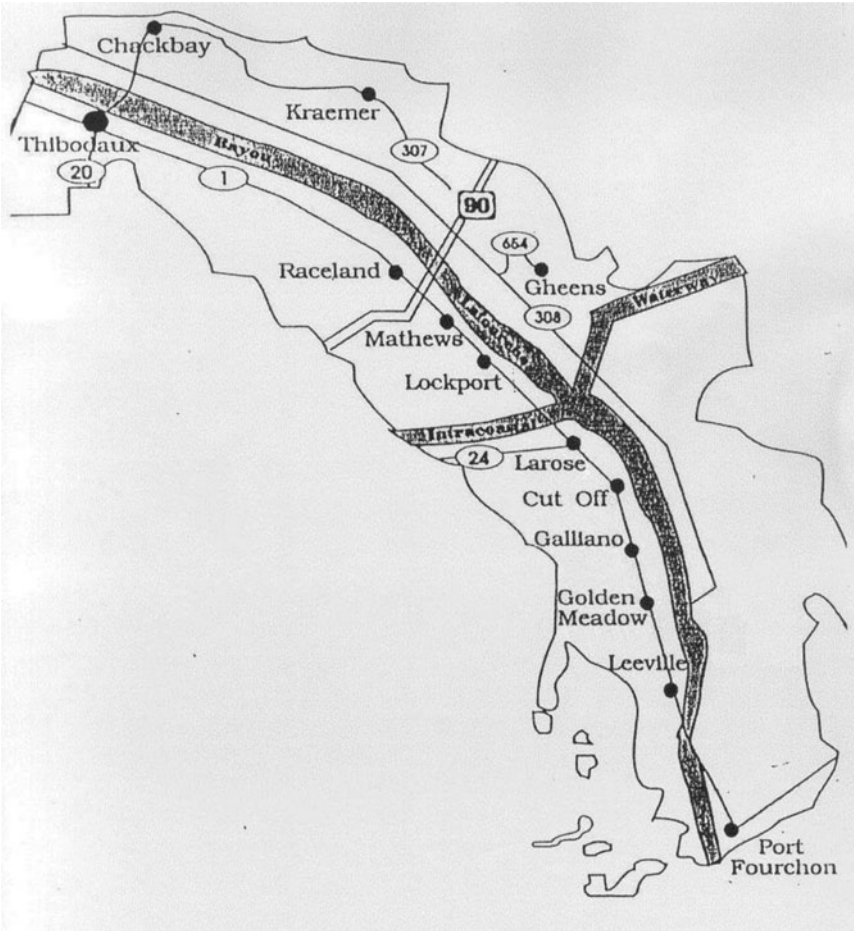 Chackbay
Kraemer
Thibodaux
Bayou
307
20
1
90
654
Raceland
Gheens
Waterwa
308
Lafourche
Mathews
Lockport
Intracoastal
24
Larose
Cut Off
Galliano
Golden
Meadow
Leeville
Port
Fourchon